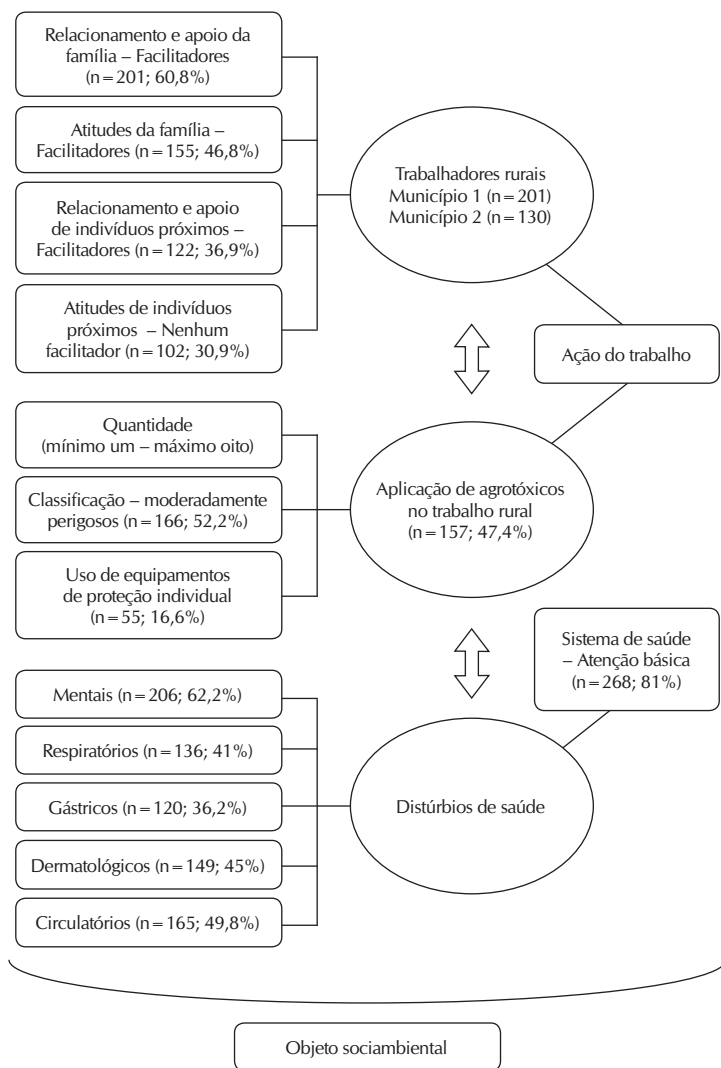 Relacionamento e apoio da
família – Facilitadores
(n=201; 60,8%)
Atitudes da família –
Facilitadores (n=155; 46,8%)
Relacionamento e apoio
de indivíduos próximos –
Facilitadores (n=122; 36,9%)
Atitudes de indivíduos
próximos – Nenhum
facilitador (n=102; 30,9%)
Trabalhadores rurais
Município 1 (n=201)
Município 2 (n=130)
Ação do trabalho
Quantidade
(mínimo um – máximo oito)
Classificação – moderadamente
perigosos (n=166; 52,2%)
Uso de equipamentos
de proteção individual
(n=55; 16,6%)
Aplicação de agrotóxicos
no trabalho rural
(n=157; 47,4%)
Sistema de saúde
– Atenção básica
(n=268; 81%)
Mentais (n=206; 62,2%)
Respiratórios (n=136; 41%)
Gástricos (n=120; 36,2%)
Dermatológicos (n=149; 45%)
Circulatórios (n=165; 49,8%)
Distúrbios de saúde
Objeto sociambiental